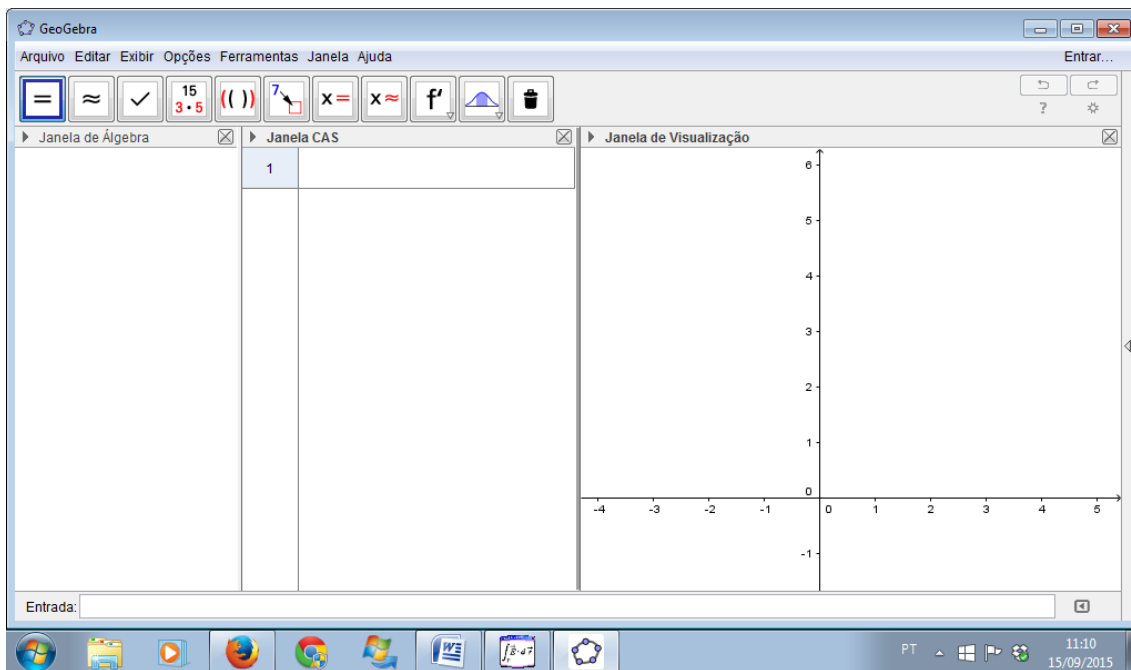 GeoGebra
Arquivo Editar Exibir Opções Ferramentas Janela Ajuda
Entrar...
= ≈ ✓ 15 3 • 5 (( )) 7 x = x ≈ f' ?
Janela de Álgebra
Janela CAS
Janela de Visualização
1
6
5
4
3
2
1
0
-4 -3 -2 -1 0 1 2 3 4 5
-1
Entrada:
PT
11:10
15/09/2015